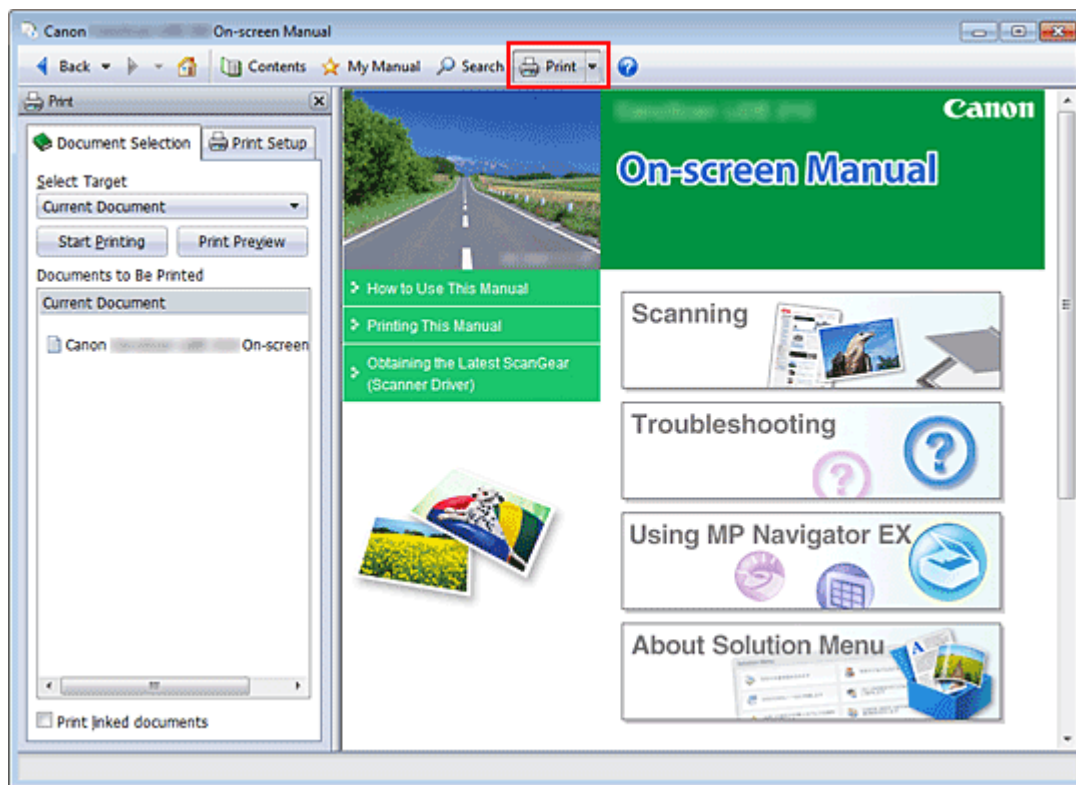 Canon On-screen Manual
Back Contents My Manual Search Print
Print
Document Selection Print Setup
Select Target
Current Document
Start Printing Print Preview
Documents to Be Printed
Current Document
Canon On-screen
Print linked documents
Canon
On-screen Manual
How to Use This Manual
Printing This Manual
Obtaining the Latest ScanGear
(Scanner Driver)
Scanning
Troubleshooting
Using MP Navigator EX
About Solution Menu